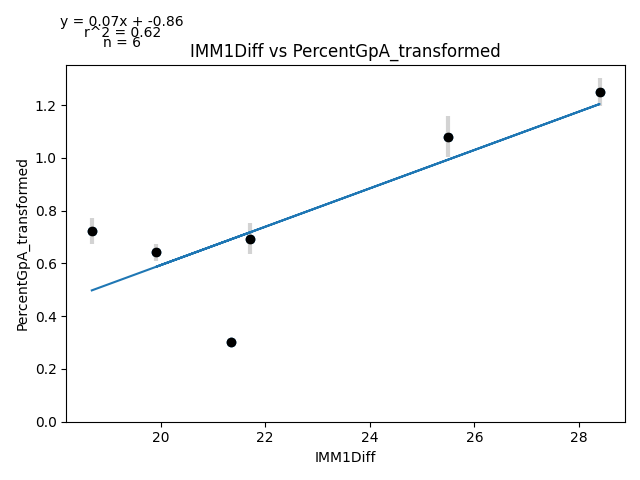 y = 0.07x + -0.86
r^2 = 0.62
n = 6
IMM1Diff vs PercentGpA_transformed
PercentGpA_transformed
1.2
1.0
0.8
0.6
0.4
0.2
0.0
20 22 24 26 28
IMM1Diff